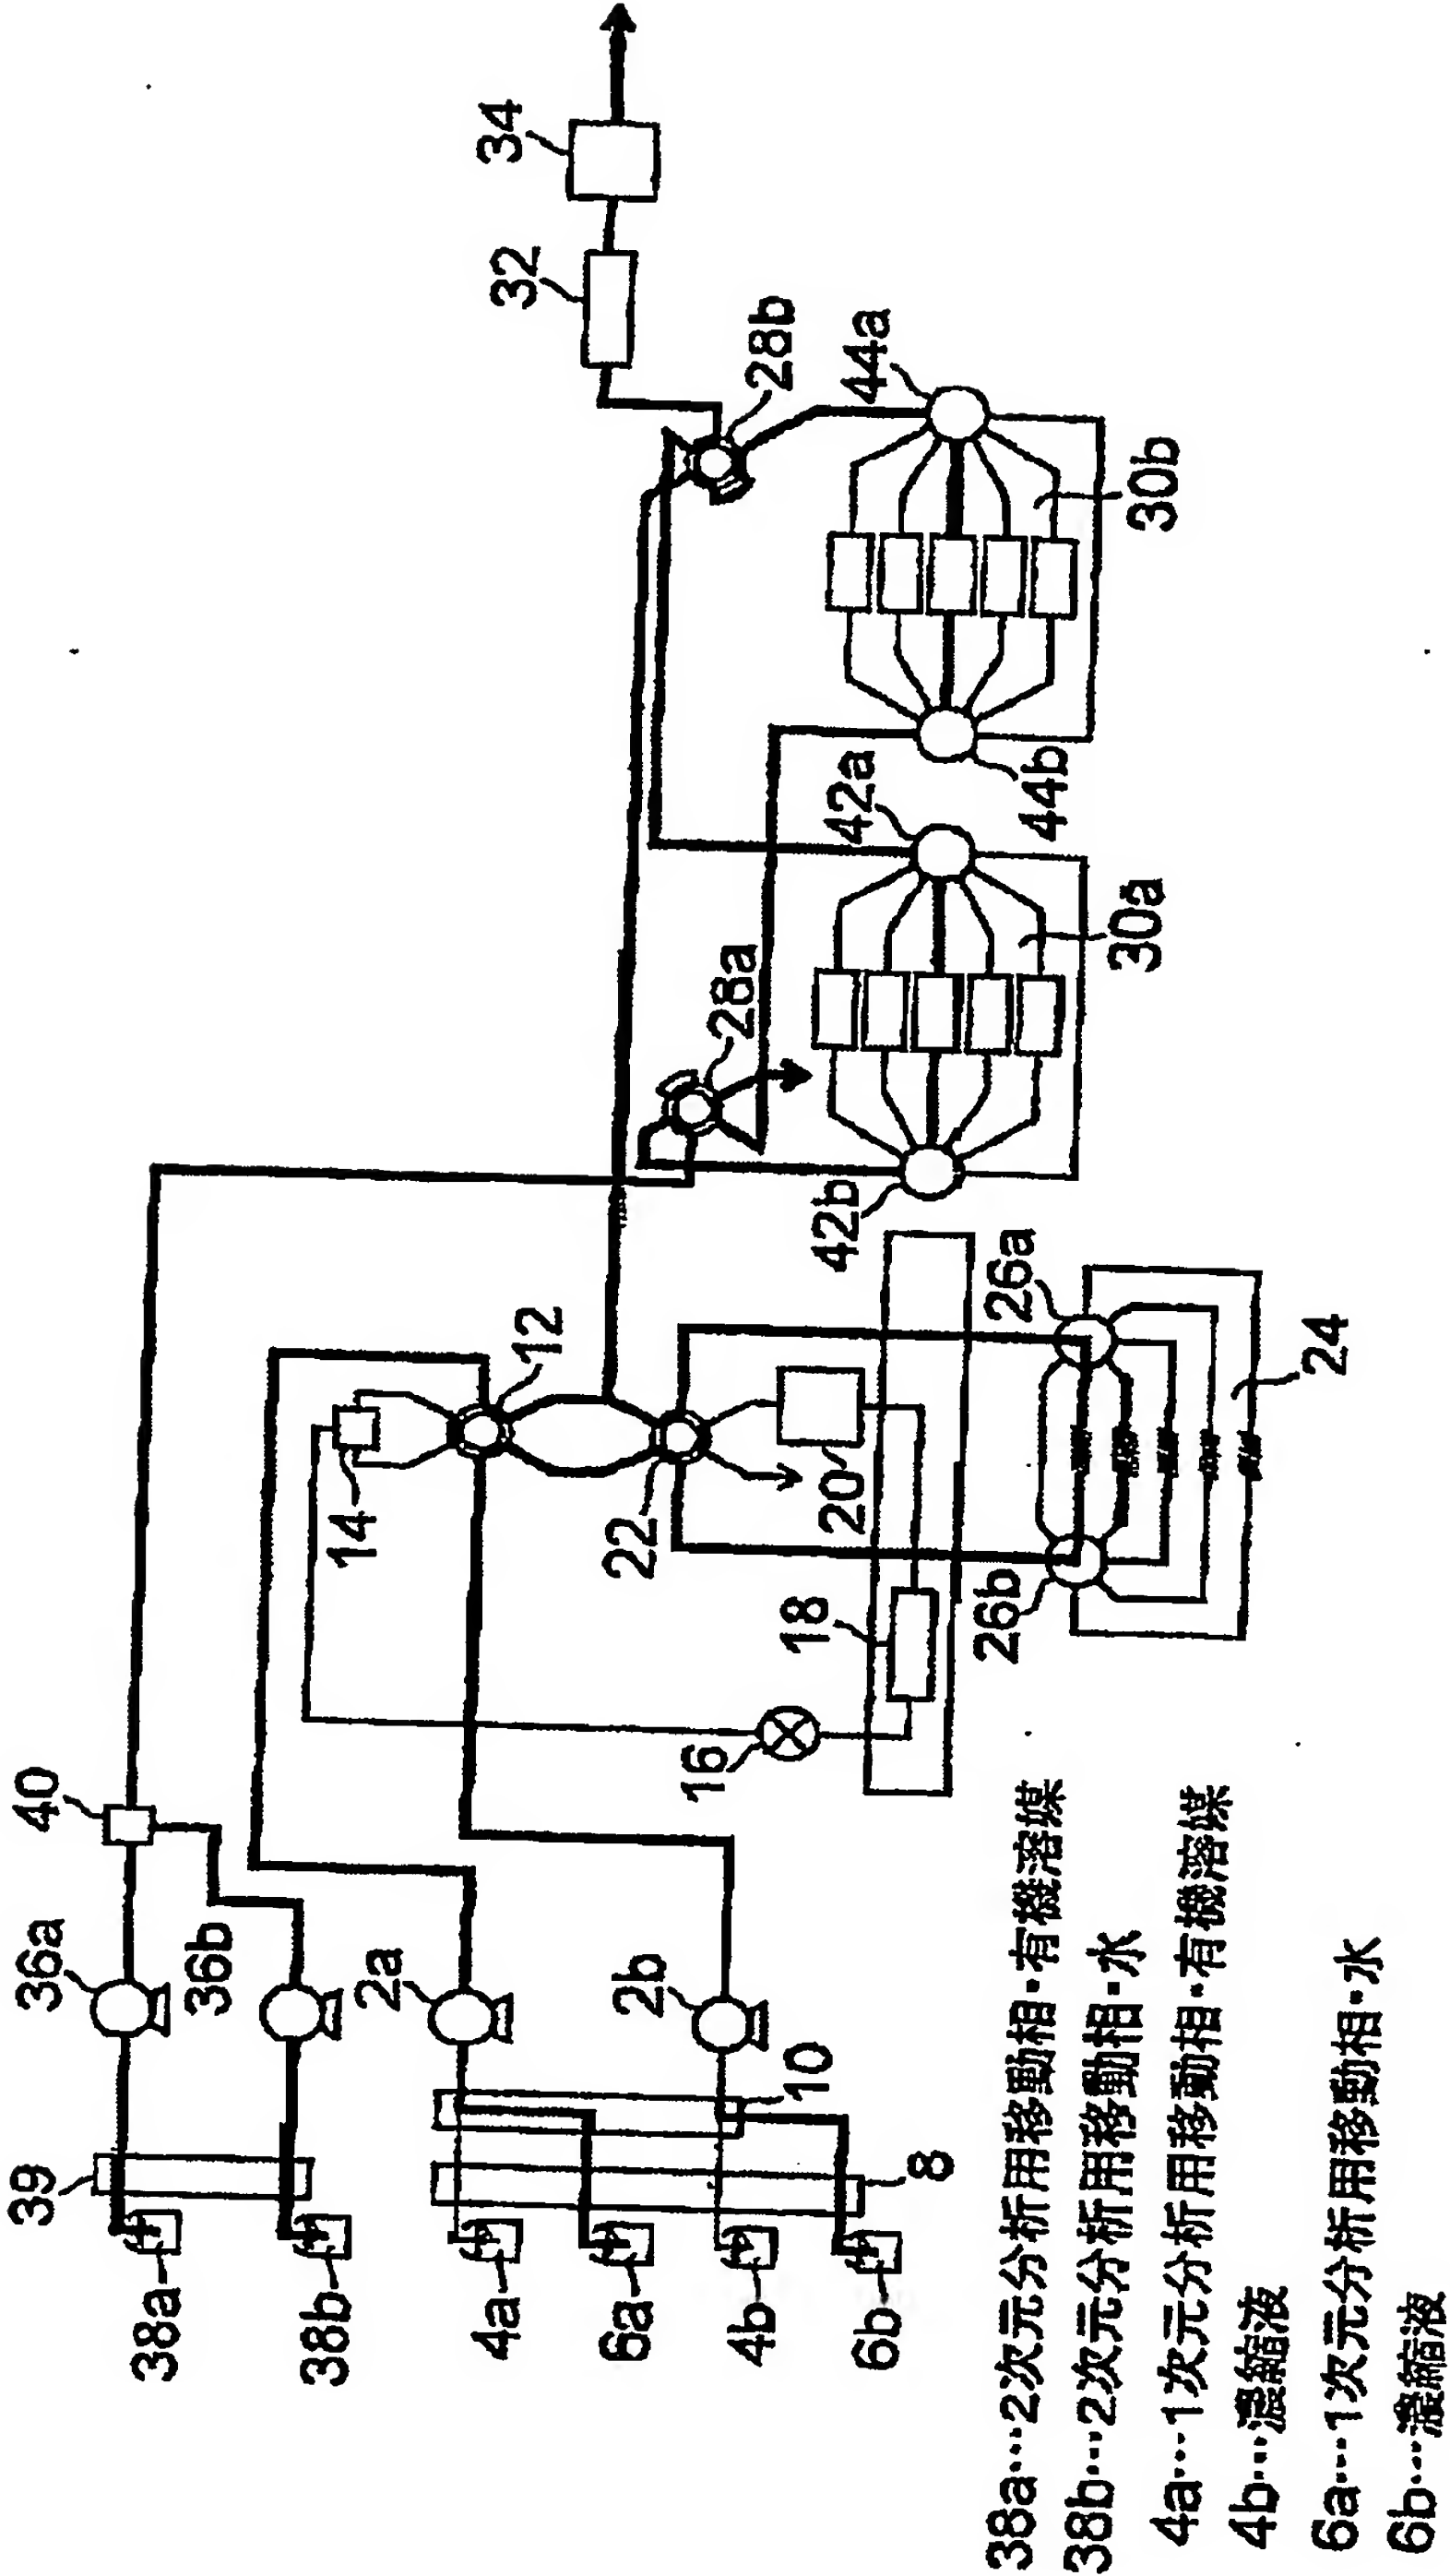 39
36a
40
38a
36b
38b
14
2a
4a
12
32
34
6a
2b
22
4b
16
28a
28b
10
18
20
42b
42a
44a
6b
8
26b
26a
44b
30a
30b
24
38a…2次元分析用移動相・有機溶媒
38b…2次元分析用移動相・水
4a…1次元分析用移動相・有機溶媒
4b…濃縮液
6a…1次元分析用移動相・水
6b…濃縮液